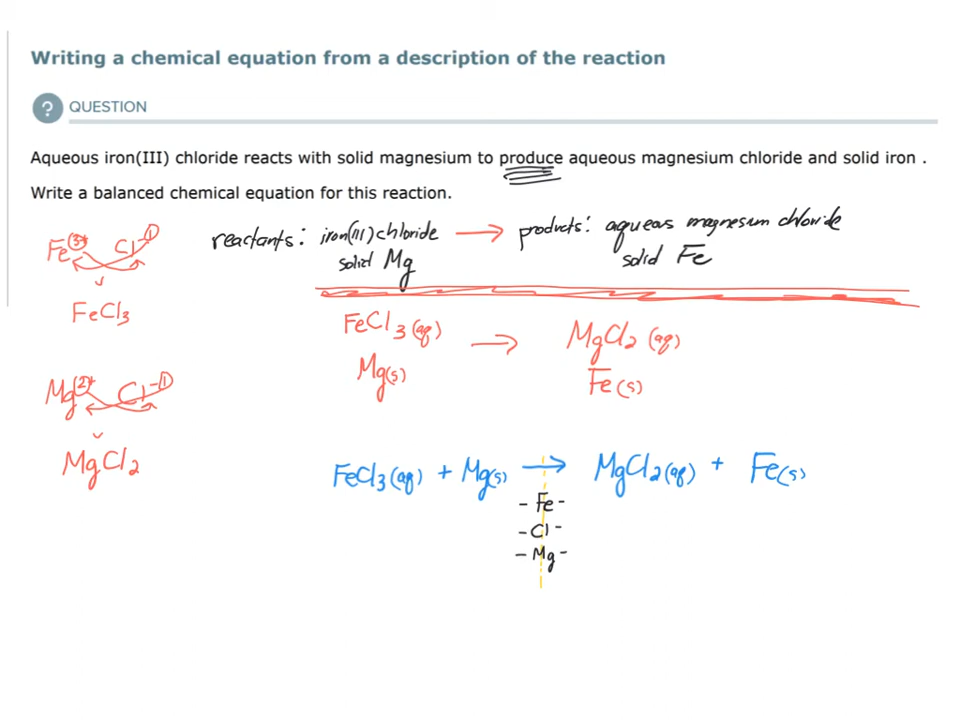 Writing a chemical equation from a description of the reaction
? QUESTION
Aqueous iron(III) chloride reacts with solid magnesium to produce aqueous magnesium chloride and solid iron .
Write a balanced chemical equation for this reaction.
Fe³⁺ Cl⁻¹
FeCl₃
Mg²⁺ Cl⁻¹
MgCl₂
reactants: iron(III) chloride → products: aqueas magnesium chloride
solid Mg solid Fe
FeCl₃(aq) → MgCl₂(aq)
Mg(s) Fe(s)
FeCl₃(aq) + Mg(s) → MgCl₂(aq) + Fe(s)
- Fe -
- Cl -
- Mg -